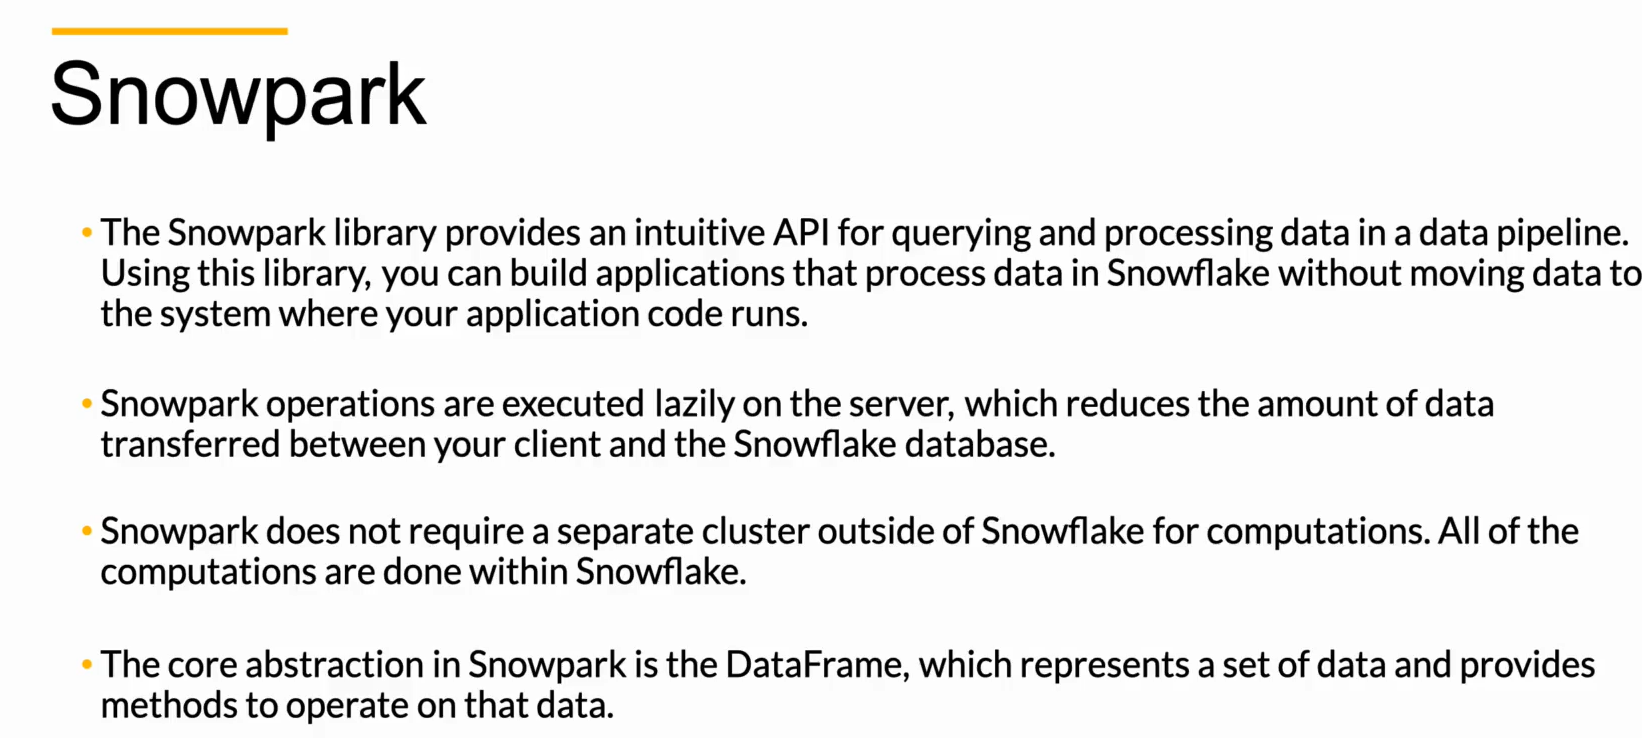 Snowpark
• The Snowpark library provides an intuitive API for querying and processing data in a data pipeline.
Using this library, you can build applications that process data in Snowflake without moving data to
the system where your application code runs.
• Snowpark operations are executed lazily on the server, which reduces the amount of data
transferred between your client and the Snowflake database.
• Snowpark does not require a separate cluster outside of Snowflake for computations. All of the
computations are done within Snowflake.
• The core abstraction in Snowpark is the DataFrame, which represents a set of data and provides
methods to operate on that data.